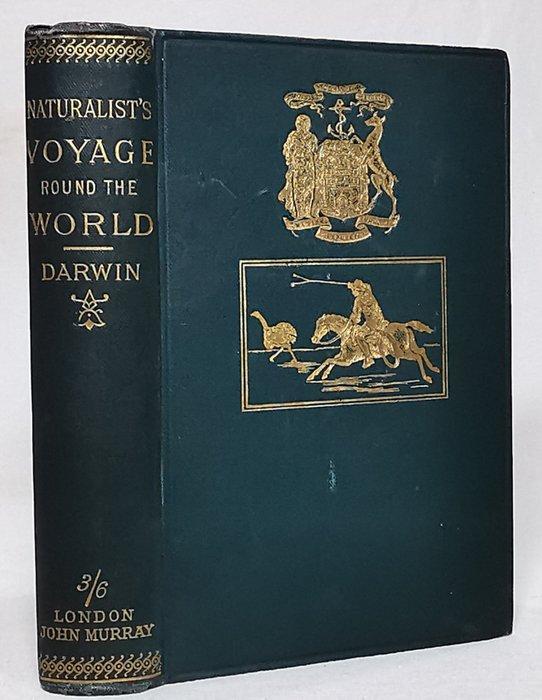 NATURALIST'S
VOYAGE
ROUND THE
WORLD
DARWIN
3/6
LONDON
JOHN MURRAY